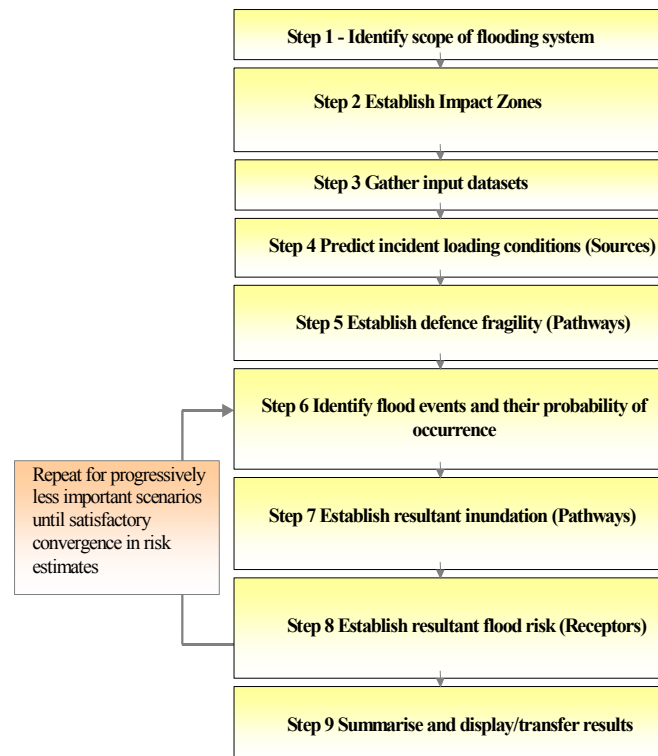 Step 1 - Identify scope of flooding system
Step 2 Establish Impact Zones
Step 3 Gather input datasets
Step 4 Predict incident loading conditions (Sources)
Step 5 Establish defence fragility (Pathways)
Step 6 Identify flood events and their probability of
occurrence
Repeat for progressively
less important scenarios
until satisfactory
convergence in risk
estimates
Step 7 Establish resultant inundation (Pathways)
Step 8 Establish resultant flood risk (Receptors)
Step 9 Summarise and display/transfer results